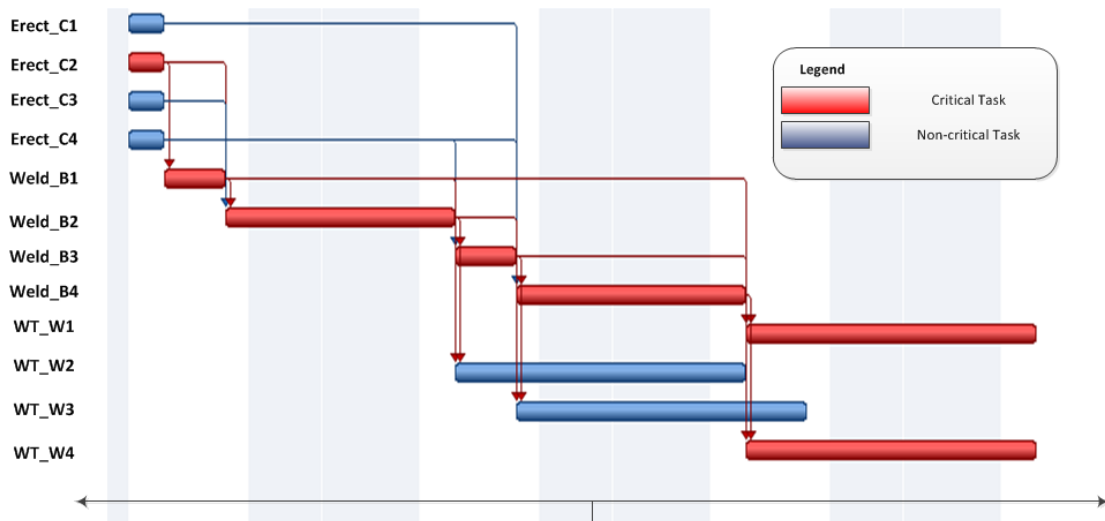 Erect_C1
Erect_C2
Erect_C3
Erect_C4
Weld_B1
Weld_B2
Weld_B3
Weld_B4
WT_W1
WT_W2
WT_W3
WT_W4
Legend
Critical Task
Non-critical Task